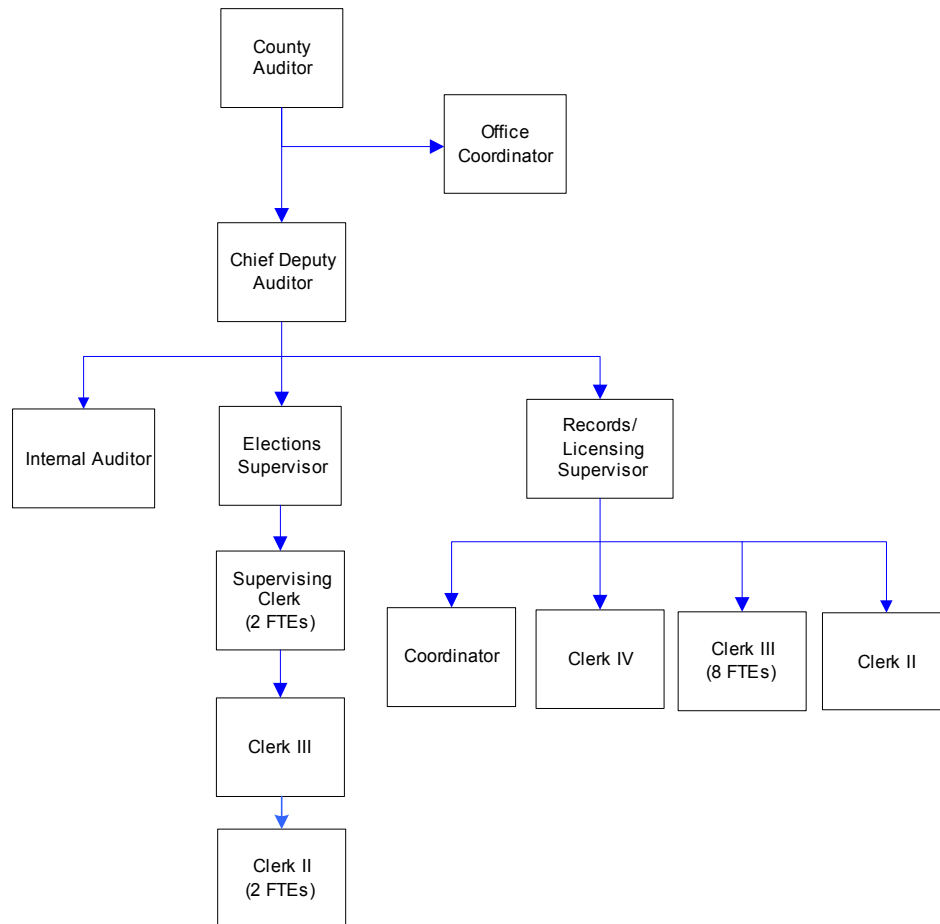 County
Auditor
Office
Coordinator
Chief Deputy
Auditor
Internal Auditor
Elections
Supervisor
Records/
Licensing
Supervisor
Supervising
Clerk
(2 FTEs)
Coordinator
Clerk IV
Clerk III
(8 FTEs)
Clerk II
Clerk III
Clerk II
(2 FTEs)